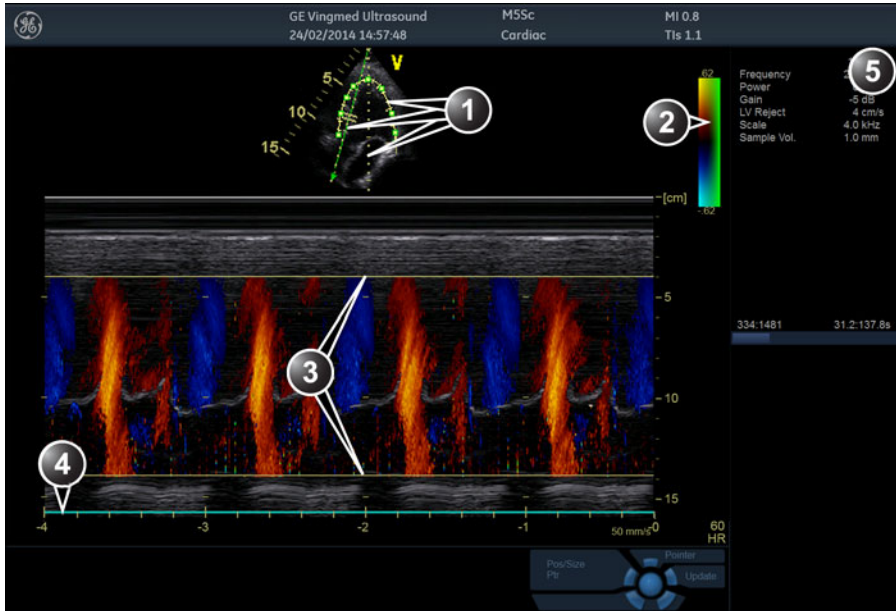 GE Vingmed Ultrasound M5Sc MI 0.8
24/02/2014 14:57:48 Cardiac TIs 1.1
V
5
10
15
1
62
2
-.62
5
Frequency
Power
Gain -5 dB
LV Reject 4 cm/s
Scale 4.0 kHz
Sample Vol. 1.0 mm
[cm]
5
334:1481 31.2:137.8s
3
10
4
15
-4 -3 -2 -1 50 mm/s -0
60
HR
Pos/Size
Ptr
Pointer
Update